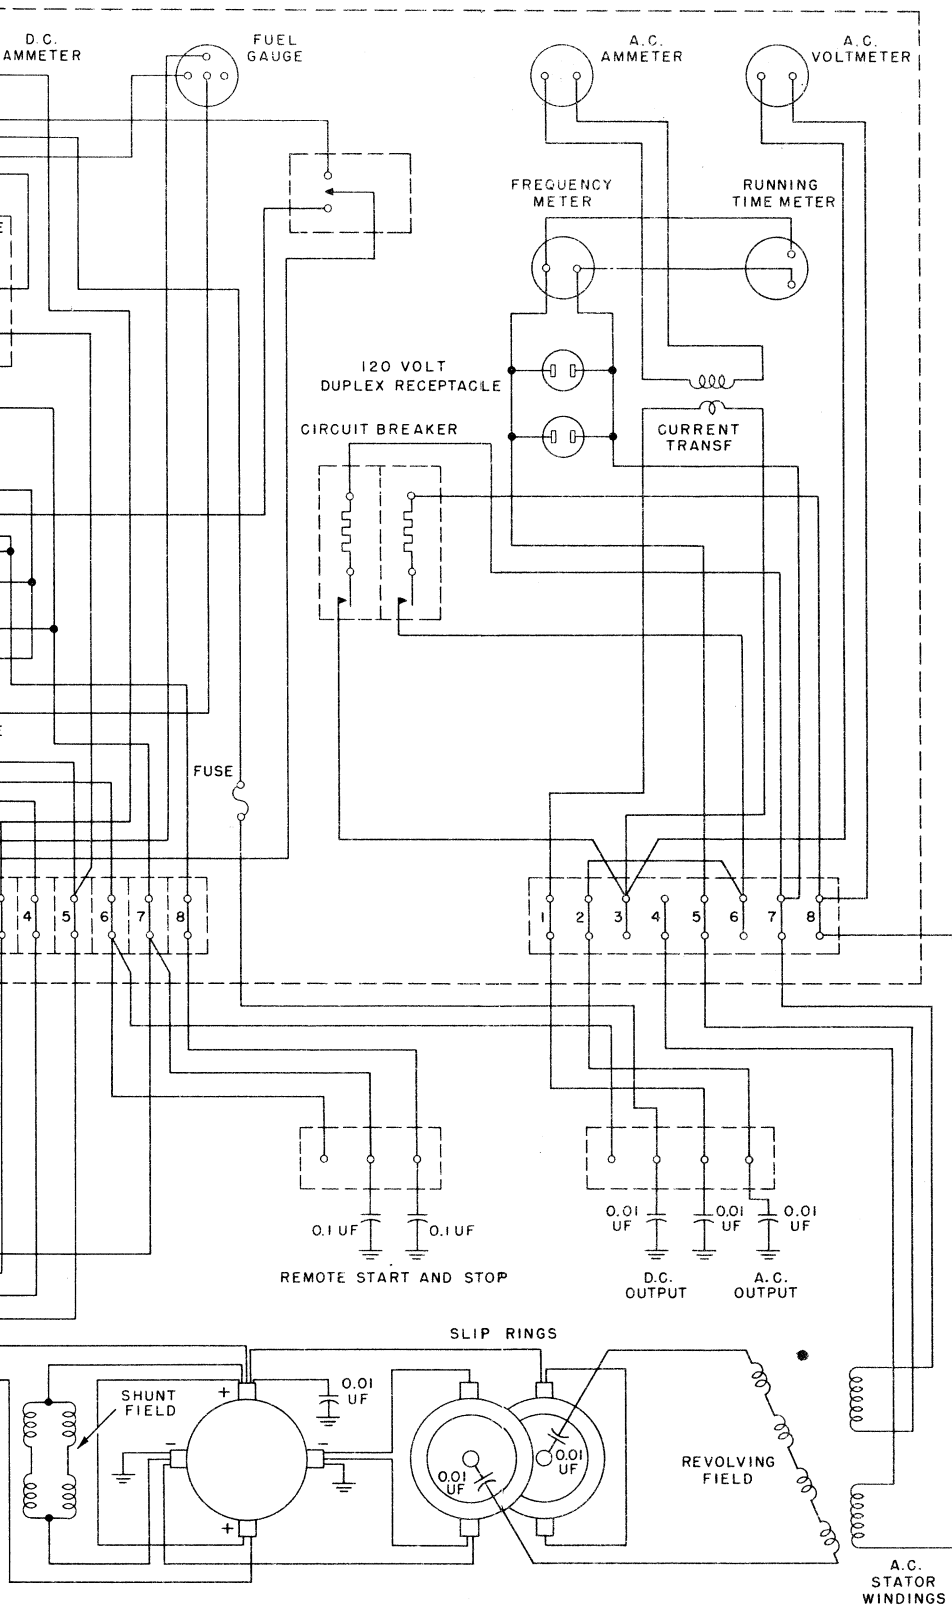 D.C.
AMMETER
FUEL
GAUGE
A.C.
AMMETER
A.C.
VOLTMETER
FREQUENCY
METER
RUNNING
TIME METER
E
120 VOLT
DUPLEX RECEPTACLE
CIRCUIT BREAKER
CURRENT
TRANSF
E
FUSE
4 5 6 7 8
1 2 3 4 5 6 7 8
0.1 UF
0.1 UF
REMOTE START AND STOP
0.01
UF
0.01
UF
0.01
UF
D.C.
OUTPUT
A.C.
OUTPUT
SLIP RINGS
SHUNT
FIELD
+
0.01
UF
-
-
+
0.01
UF
0.01
UF
REVOLVING
FIELD
A.C.
STATOR
WINDINGS